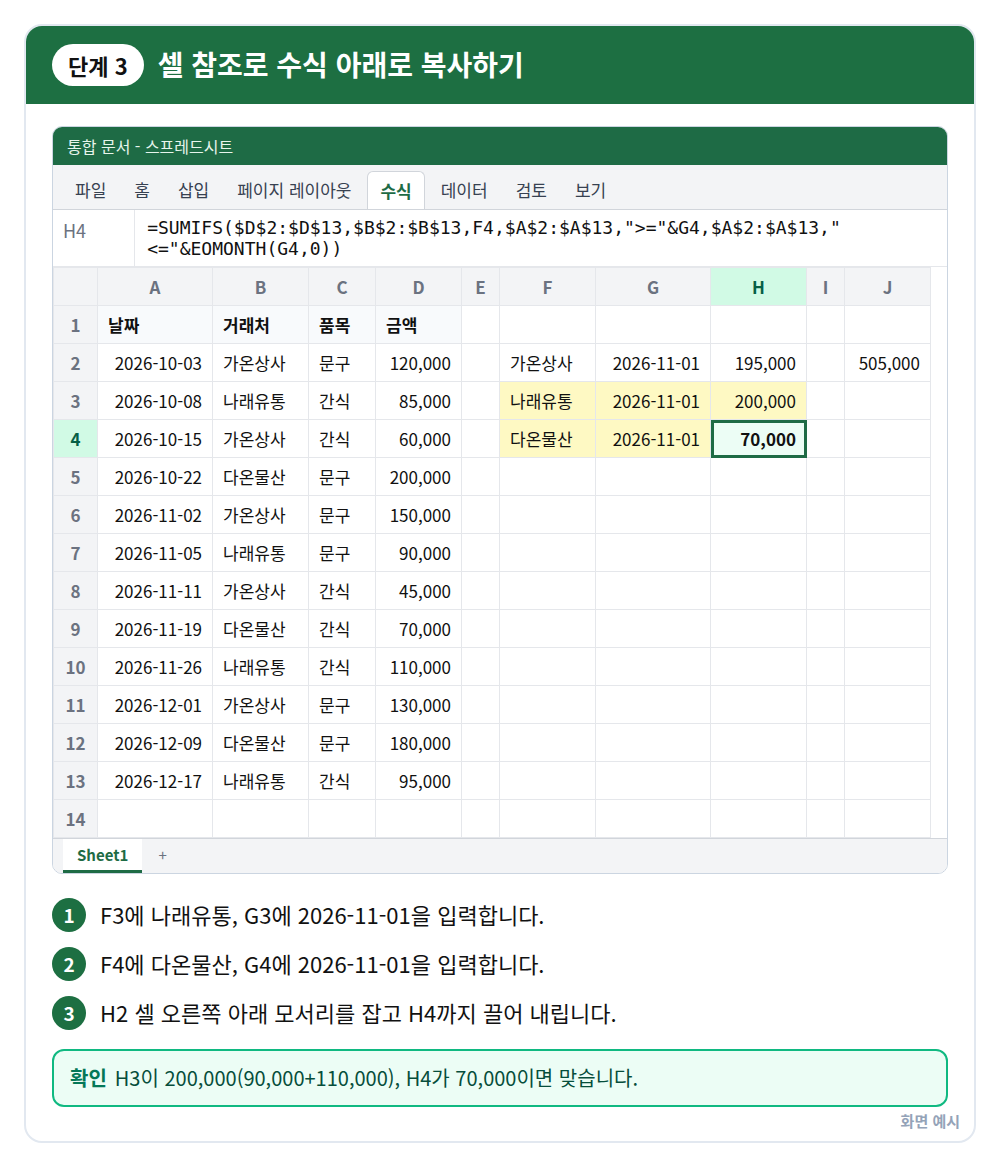 단계 3 셀 참조로 수식 아래로 복사하기
통합 문서 - 스프레드시트
파일 홈 삽입 페이지 레이아웃 수식 데이터 검토 보기
H4 =SUMIFS($D$2:$D$13,$B$2:$B$13,F4,$A$2:$A$13,">="&G4,$A$2:$A$13,"
<="&EOMONTH(G4,0))
A B C D E F G H I J
1 날짜 거래처 품목 금액
2 2026-10-03 가온상사 문구 120,000 가온상사 2026-11-01 195,000 505,000
3 2026-10-08 나래유통 간식 85,000 나래유통 2026-11-01 200,000
4 2026-10-15 가온상사 간식 60,000 다온물산 2026-11-01 70,000
5 2026-10-22 다온물산 문구 200,000
6 2026-11-02 가온상사 문구 150,000
7 2026-11-05 나래유통 문구 90,000
8 2026-11-11 가온상사 간식 45,000
9 2026-11-19 다온물산 간식 70,000
10 2026-11-26 나래유통 간식 110,000
11 2026-12-01 가온상사 문구 130,000
12 2026-12-09 다온물산 문구 180,000
13 2026-12-17 나래유통 간식 95,000
14
Sheet1 +
1 F3에 나래유통, G3에 2026-11-01을 입력합니다.
2 F4에 다온물산, G4에 2026-11-01을 입력합니다.
3 H2 셀 오른쪽 아래 모서리를 잡고 H4까지 끌어 내립니다.
확인 H3이 200,000(90,000+110,000), H4가 70,000이면 맞습니다.
화면 예시